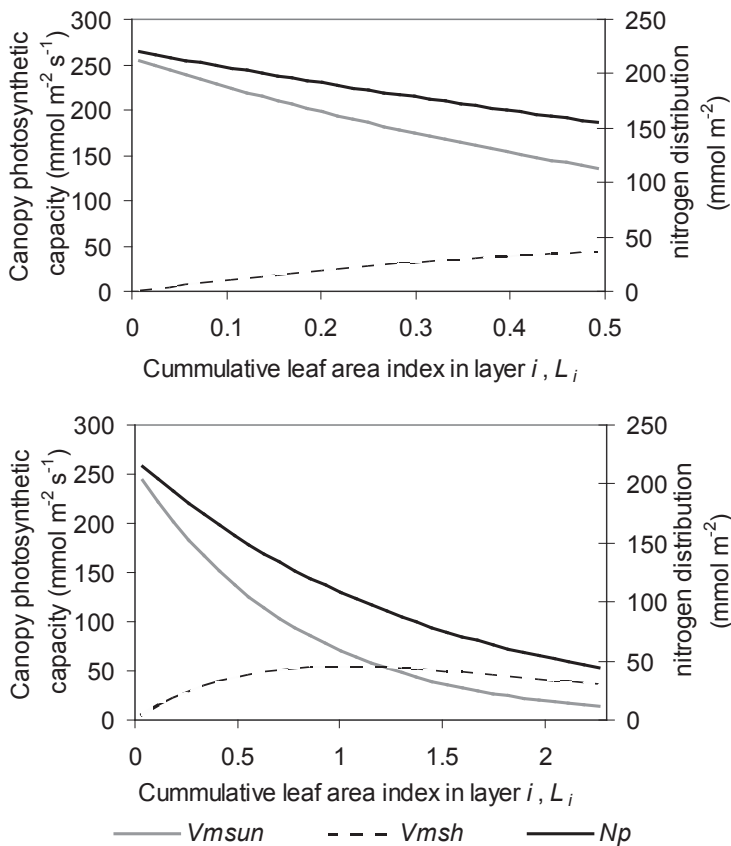 300
250
200
150
100
50
0
250
200
150
100
50
0
Canopy photosynthetic
capacity (mmol m-2 s-1)
nitrogen distribution
(mmol m-2)
0 0.1 0.2 0.3 0.4 0.5
Cummulative leaf area index in layer i , L i
300
250
200
150
100
50
0
250
200
150
100
50
0
Canopy photosynthetic
capacity (mmol m-2 s-1)
nitrogen distribution
(mmol m-2)
0 0.5 1 1.5 2
Cummulative leaf area index in layer i , L i
Vmsun Vmsh Np